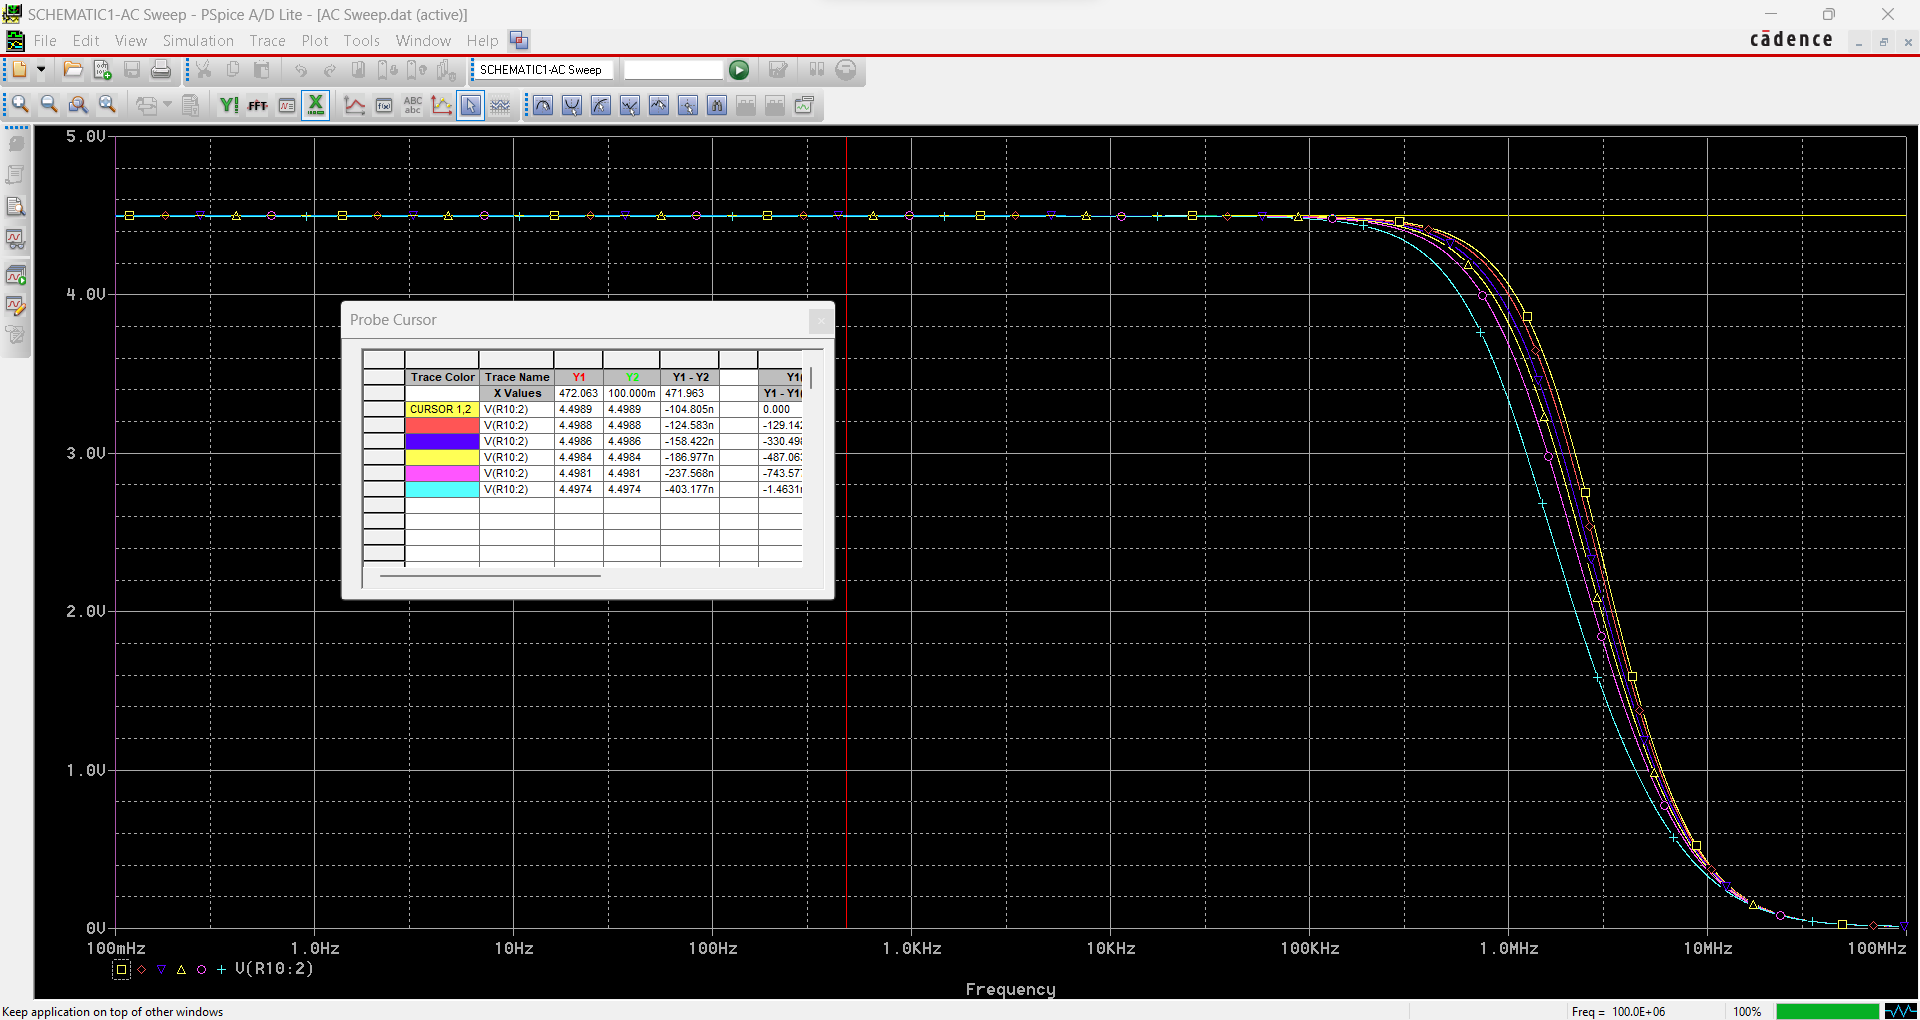 SCHEMATIC1-AC Sweep - PSpice A/D Lite - [AC Sweep.dat (active)]
File Edit View Simulation Trace Plot Tools Window Help
cādence
SCHEMATIC1-AC Sweep
FFT
ABC
abc
5.0V
4.0V
3.0V
2.0V
1.0V
0V
Probe Cursor
Trace Color Trace Name Y1 Y2 Y1 - Y2 Y1(
X Values 472.063 100.000m 471.963 Y1 - Y1(
CURSOR 1,2 V(R10:2) 4.4989 4.4989 -104.805n 0.000
V(R10:2) 4.4988 4.4988 -124.583n -129.142
V(R10:2) 4.4986 4.4986 -158.422n -330.498
V(R10:2) 4.4984 4.4984 -186.977n -487.063
V(R10:2) 4.4981 4.4981 -237.568n -743.577
V(R10:2) 4.4974 4.4974 -403.177n -1.4631
100mHz 1.0Hz 10Hz 100Hz 1.0KHz 10KHz 100KHz 1.0MHz 10MHz 100MHz
V(R10:2)
Frequency
Keep application on top of other windows
Freq = 100.0E+06 100%